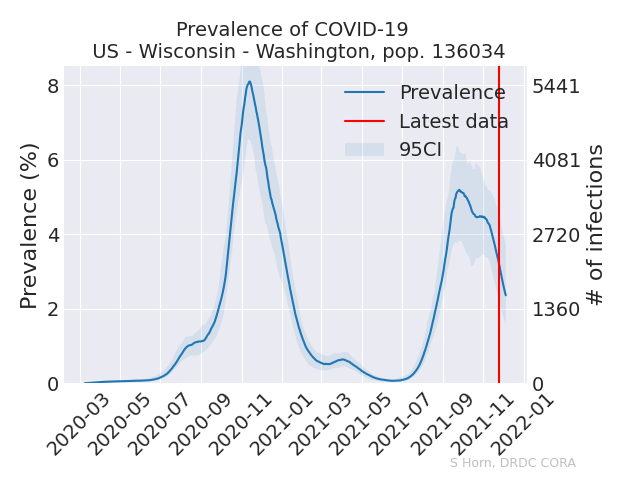 Prevalence of COVID-19
US - Wisconsin - Washington, pop. 136034
Prevalence
Latest data
95CI
Prevalence (%)
8
6
4
2
0
# of infections
5441
4081
2720
1360
0
2020-03
2020-05
2020-07
2020-09
2020-11
2021-01
2021-03
2021-05
2021-07
2021-09
2021-11
2022-01
S Horn, DRDC CORA